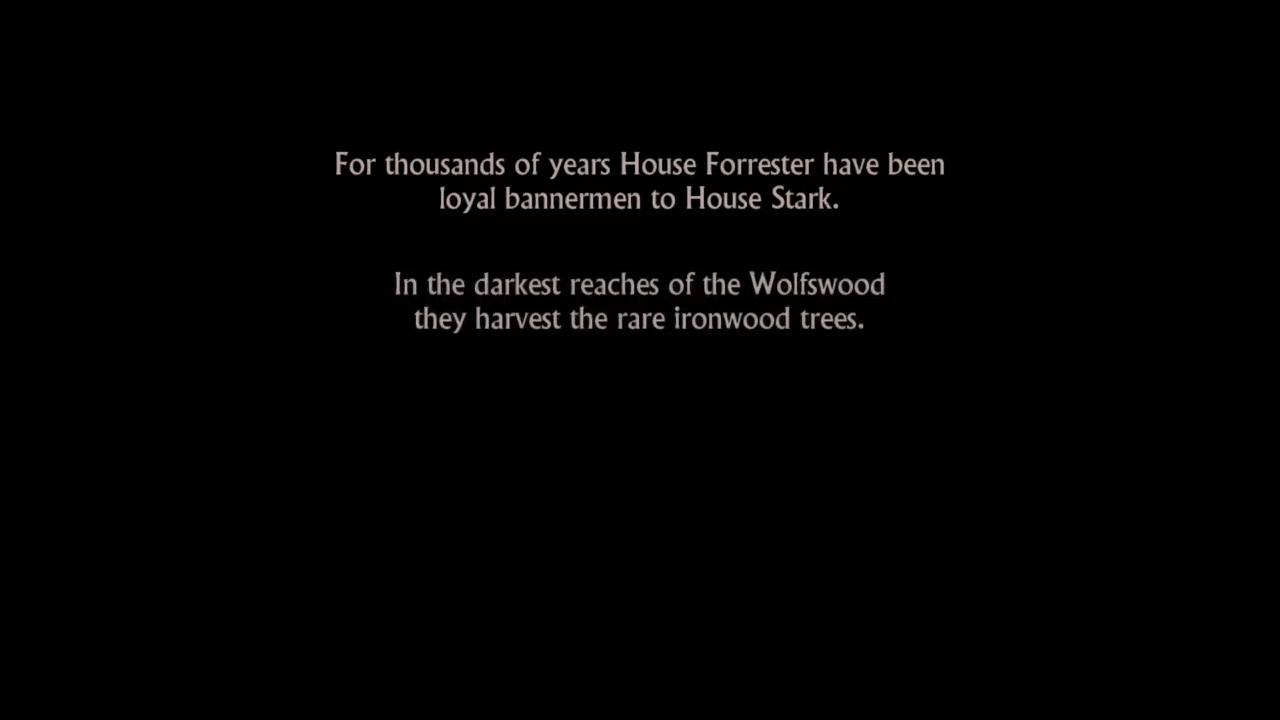 For thousands of years House Forrester have been
loyal bannermen to House Stark.
In the darkest reaches of the Wolfswood
they harvest the rare ironwood trees.